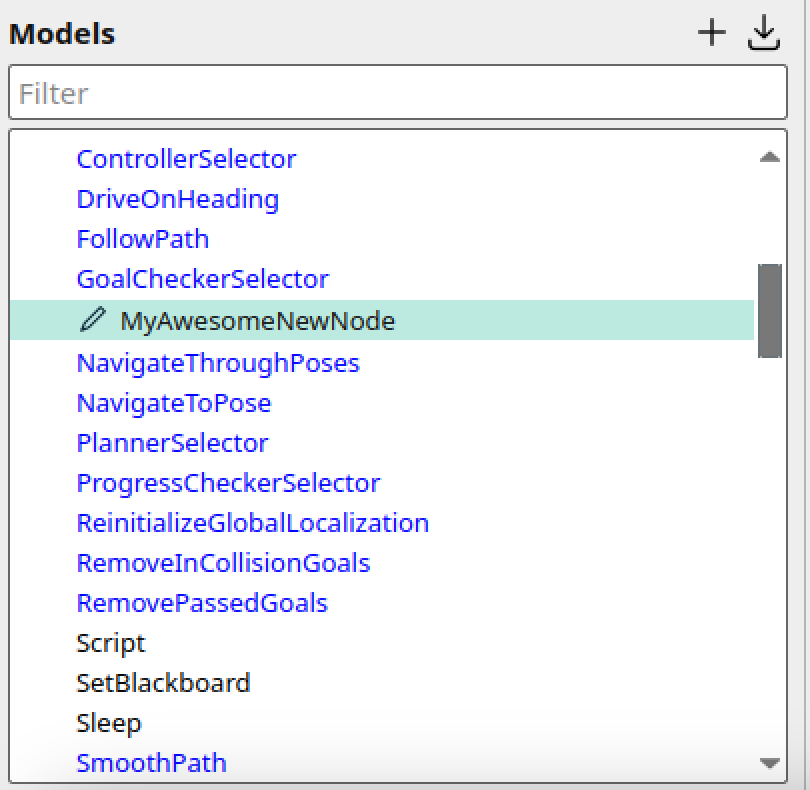 Models
Filter
ControllerSelector
DriveOnHeading
FollowPath
GoalCheckerSelector
MyAwesomeNewNode
NavigateThroughPoses
NavigateToPose
PlannerSelector
ProgressCheckerSelector
ReinitializeGlobalLocalization
RemoveInCollisionGoals
RemovePassedGoals
Script
SetBlackboard
Sleep
SmoothPath